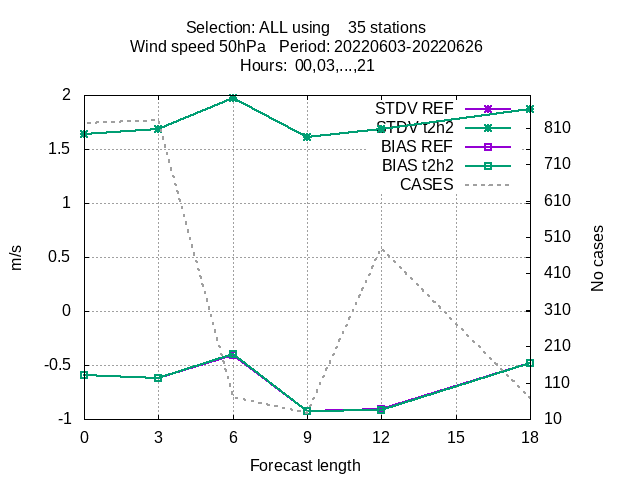 Selection: ALL using    35 stations
Wind speed 50hPa   Period: 20220603-20220626
Hours:  00,03,...,21
STDV REF
STDV t2h2
BIAS REF
BIAS t2h2
CASES
2
1.5
1
0.5
0
-0.5
-1
m/s
810
710
610
510
410
310
210
110
10
No cases
0 3 6 9 12 15 18
Forecast length